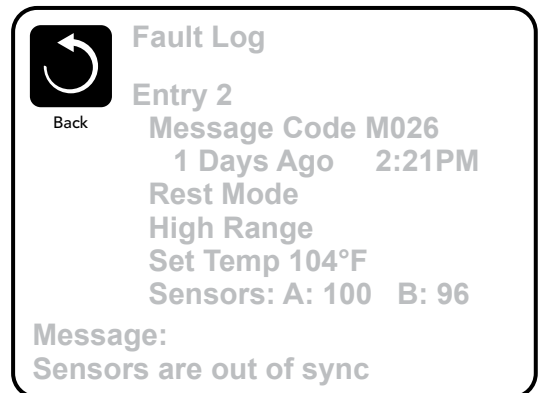 Fault Log
Back
Entry 2
Message Code M026
1 Days Ago 2:21PM
Rest Mode
High Range
Set Temp 104°F
Sensors: A: 100 B: 96
Message:
Sensors are out of sync